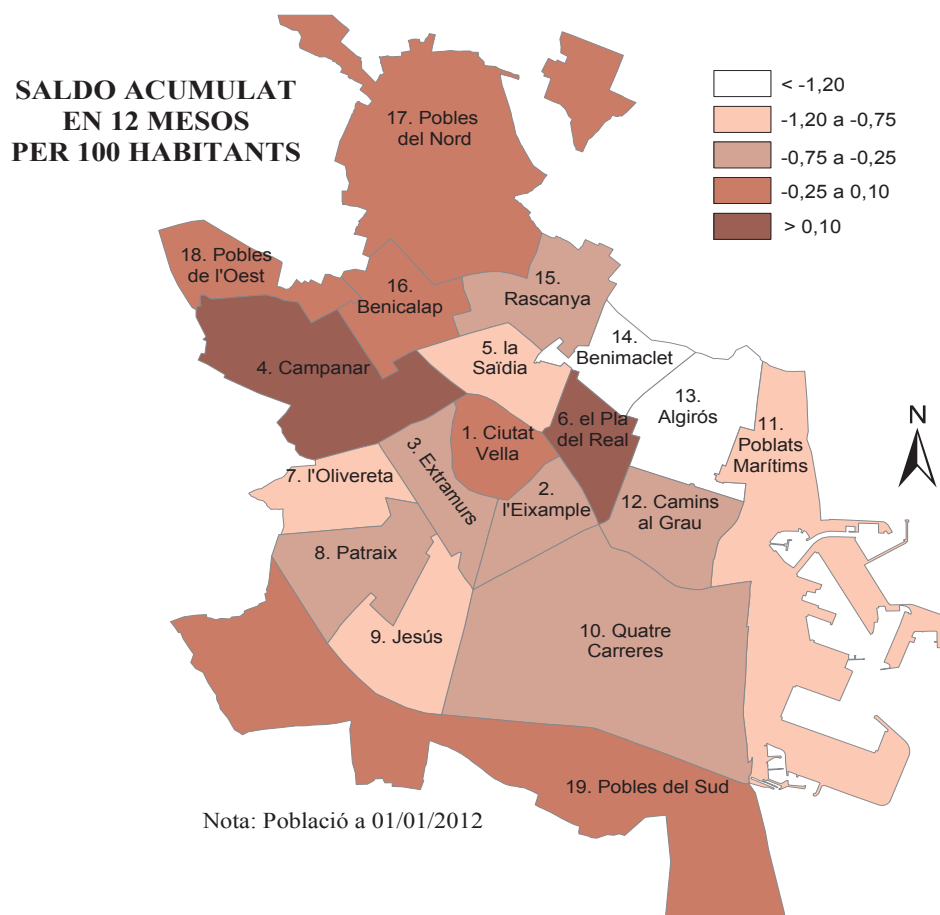 SALDO ACUMULAT
EN 12 MESOS
PER 100 HABITANTS
< -1,20
-1,20 a -0,75
-0,75 a -0,25
-0,25 a 0,10
> 0,10
17. Pobles
del Nord
18. Pobles
de l'Oest
16.
Benicalap
15.
Rascanya
14.
Benimaclet
5. la
Saïdia
4. Campanar
13.
Algirós
6. el Pla
del Real
11.
Poblats
Marítims
N
1. Ciutat
Vella
3. Extramurs
7. l'Olivereta
2.
l'Eixample
12. Camins
al Grau
8. Patraix
9. Jesús
10. Quatre
Carreres
19. Pobles del Sud
Nota: Població a 01/01/2012